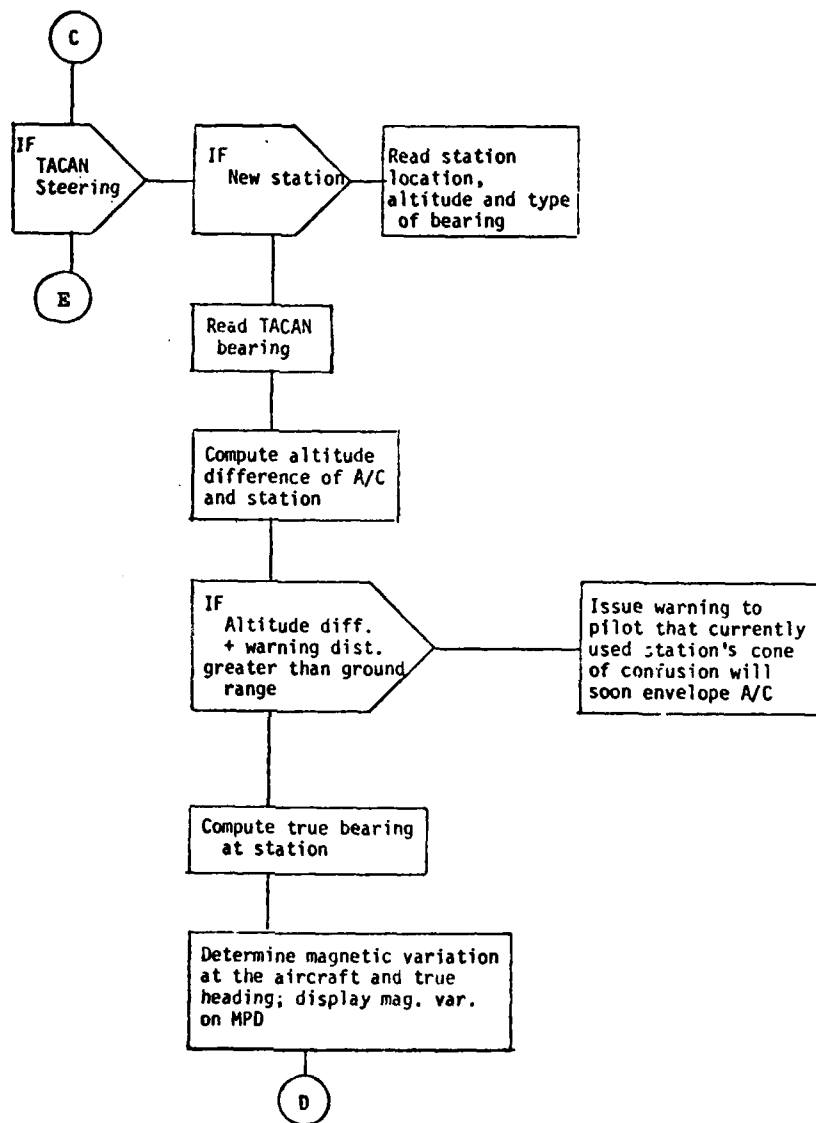 C
IF
TACAN
Steering
IF
New station
Read station
location,
altitude and type
of bearing
E
Read TACAN
bearing
Compute altitude
difference of A/C
and station
IF
Altitude diff.
+ warning dist.
greater than ground
range
Issue warning to
pilot that currently
used station's cone
of confusion will
soon envelope A/C
Compute true bearing
at station
Determine magnetic variation
at the aircraft and true
heading; display mag. var.
on MPD
D